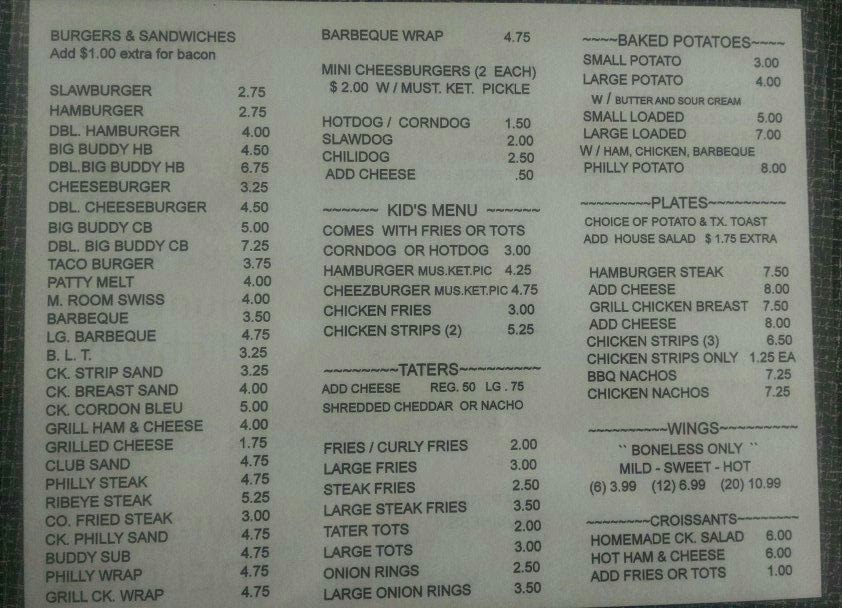 BURGERS & SANDWICHES
Add $1.00 extra for bacon
SLAWBURGER 2.75
HAMBURGER 2.75
DBL. HAMBURGER 4.00
BIG BUDDY HB 4.50
DBL.BIG BUDDY HB 6.75
CHEESEBURGER 3.25
DBL. CHEESEBURGER 4.50
BIG BUDDY CB 5.00
DBL. BIG BUDDY CB 7.25
TACO BURGER 3.75
PATTY MELT 4.00
M. ROOM SWISS 4.00
BARBEQUE 3.50
LG. BARBEQUE 4.75
B. L. T. 3.25
CK. STRIP SAND 3.25
CK. BREAST SAND 4.00
CK. CORDON BLEU 5.00
GRILL HAM & CHEESE 4.00
GRILLED CHEESE 1.75
CLUB SAND 4.75
PHILLY STEAK 4.75
RIBEYE STEAK 5.25
CO. FRIED STEAK 3.00
CK. PHILLY SAND 4.75
BUDDY SUB 4.75
PHILLY WRAP 4.75
GRILL CK. WRAP 4.75
BARBEQUE WRAP 4.75
MINI CHEESBURGERS (2 EACH)
$ 2.00 W / MUST. KET. PICKLE
HOTDOG / CORNDOG 1.50
SLAWDOG 2.00
CHILIDOG 2.50
ADD CHEESE .50
~~~~~~ KID'S MENU ~~~~~~
COMES WITH FRIES OR TOTS
CORNDOG OR HOTDOG 3.00
HAMBURGER MUS.KET.PIC 4.25
CHEEZBURGER MUS.KET.PIC 4.75
CHICKEN FRIES 3.00
CHICKEN STRIPS (2) 5.25
~~~~~~~~TATERS~~~~~~~~~
ADD CHEESE REG. 50 LG . 75
SHREDDED CHEDDAR OR NACHO
FRIES / CURLY FRIES 2.00
LARGE FRIES 3.00
STEAK FRIES 2.50
LARGE STEAK FRIES 3.50
TATER TOTS 2.00
LARGE TOTS 3.00
ONION RINGS 2.50
LARGE ONION RINGS 3.50
~~~~BAKED POTATOES~~~~
SMALL POTATO 3.00
LARGE POTATO 4.00
W / BUTTER AND SOUR CREAM
SMALL LOADED 5.00
LARGE LOADED 7.00
W / HAM, CHICKEN, BARBEQUE
PHILLY POTATO 8.00
~~~~~~~~PLATES~~~~~~~~~
CHOICE OF POTATO & TX. TOAST
ADD HOUSE SALAD $ 1.75 EXTRA
HAMBURGER STEAK 7.50
ADD CHEESE 8.00
GRILL CHICKEN BREAST 7.50
ADD CHEESE 8.00
CHICKEN STRIPS (3) 6.50
CHICKEN STRIPS ONLY 1.25 EA
BBQ NACHOS 7.25
CHICKEN NACHOS 7.25
~~~~~~~~~WINGS~~~~~~~~~
`` BONELESS ONLY ``
MILD - SWEET - HOT
(6) 3.99 (12) 6.99 (20) 10.99
~~~~~~~CROISSANTS~~~~~~~
HOMEMADE CK. SALAD 6.00
HOT HAM & CHEESE 6.00
ADD FRIES OR TOTS 1.00